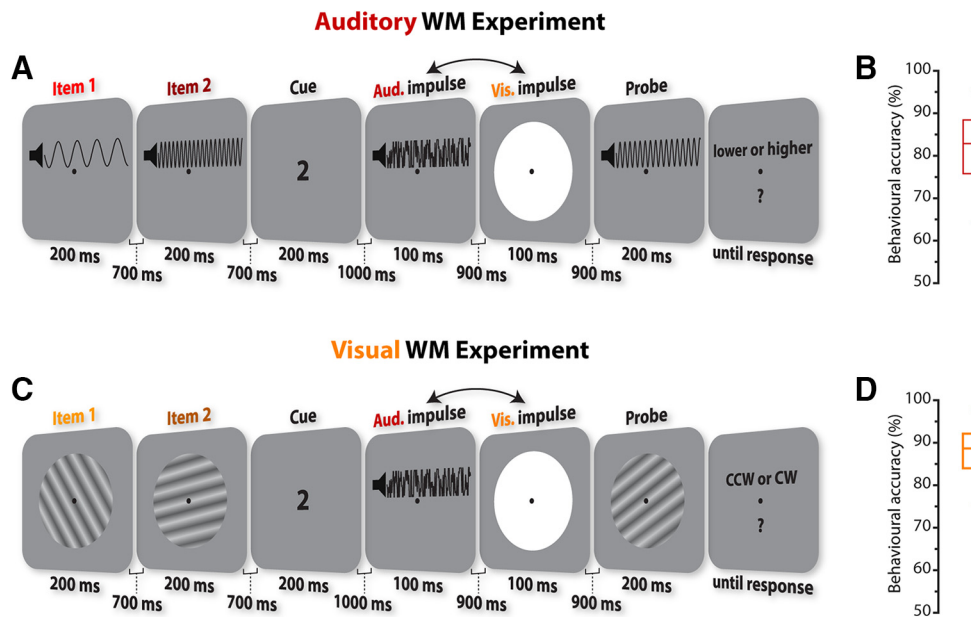 Auditory WM Experiment
A
Item 1
Item 2
Cue
Aud. impulse
Vis. impulse
Probe
2
lower or higher
?
200 ms
200 ms
200 ms
100 ms
100 ms
200 ms
until response
700 ms
700 ms
1000 ms
900 ms
900 ms
B
Behavioural accuracy (%)
100
90
80
70
60
50
Visual WM Experiment
C
Item 1
Item 2
Cue
Aud. impulse
Vis. impulse
Probe
2
CCW or CW
?
200 ms
200 ms
200 ms
100 ms
100 ms
200 ms
until response
700 ms
700 ms
1000 ms
900 ms
900 ms
D
Behavioural accuracy (%)
100
90
80
70
60
50